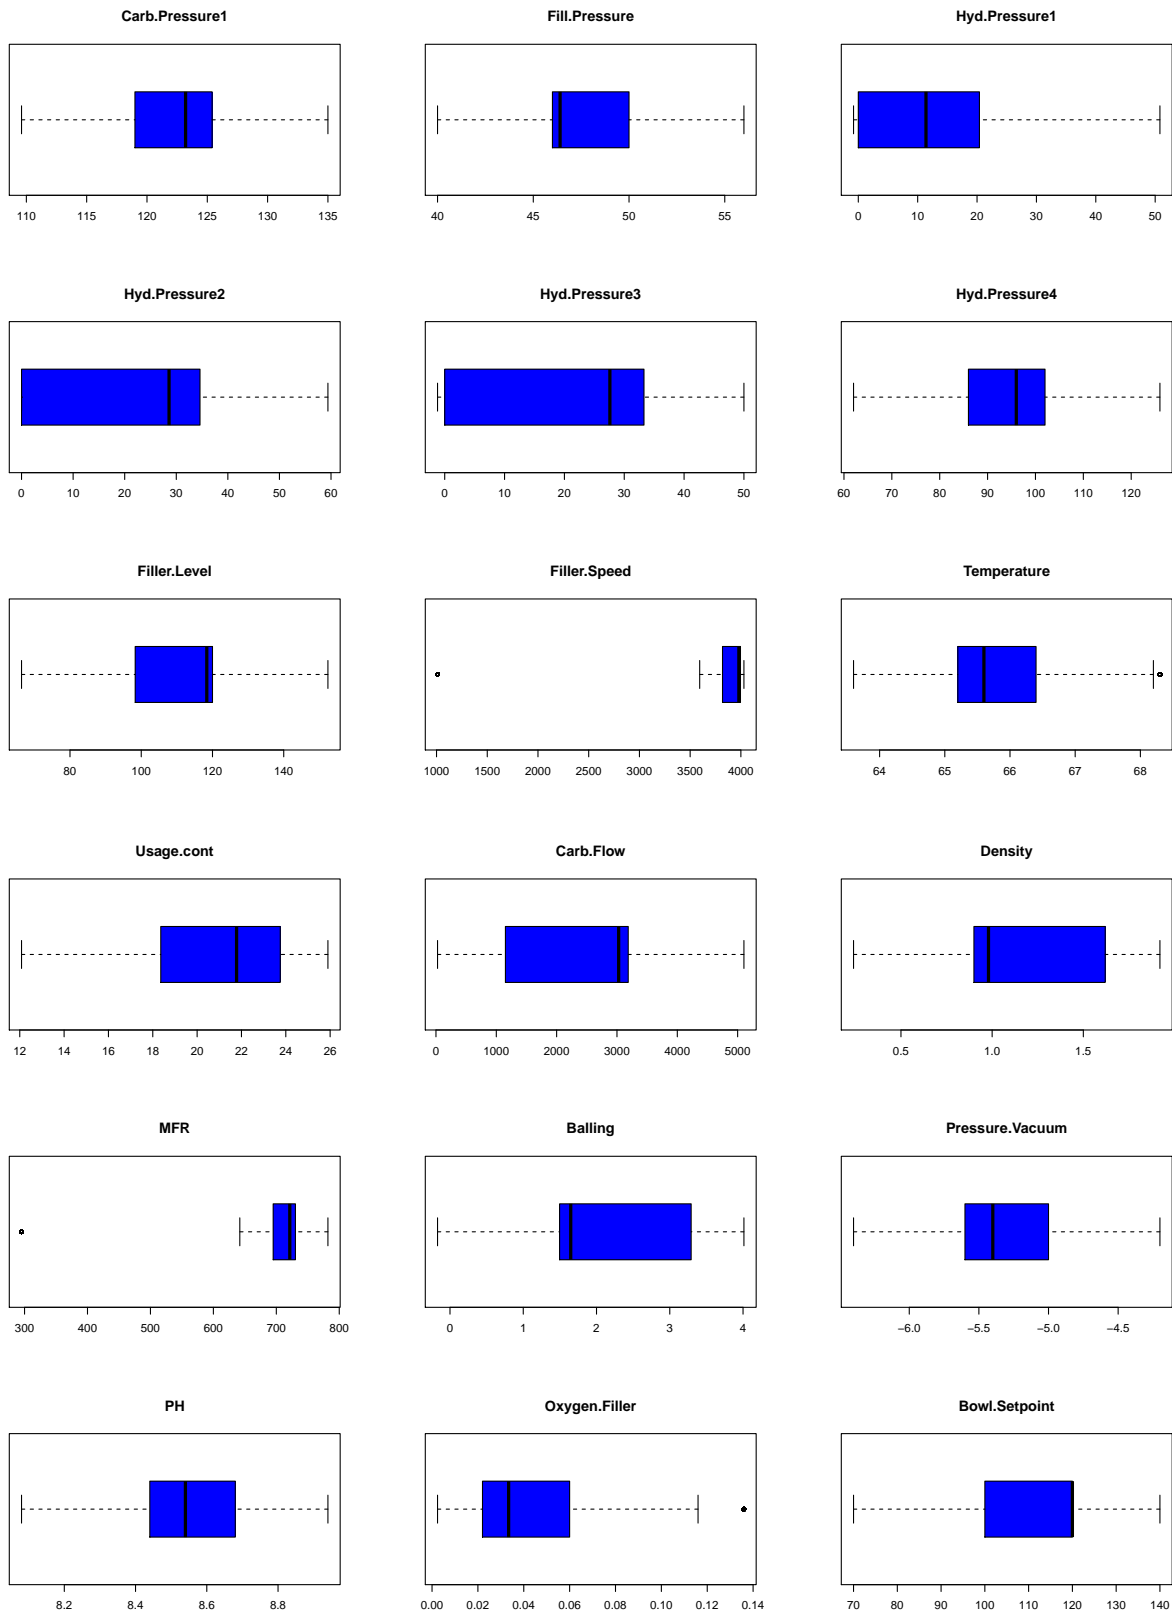 Carb.Pressure1 Fill.Pressure Hyd.Pressure1
110 115 120 125 130 135 40 45 50 55 0 10 20 30 40 50
Hyd.Pressure2 Hyd.Pressure3 Hyd.Pressure4
0 10 20 30 40 50 60 0 10 20 30 40 50 60 70 80 90 100 110 120
Filler.Level Filler.Speed Temperature
80 100 120 140 1000 1500 2000 2500 3000 3500 4000 64 65 66 67 68
Usage.cont Carb.Flow Density
12 14 16 18 20 22 24 26 0 1000 2000 3000 4000 5000 0.5 1.0 1.5
MFR Balling Pressure.Vacuum
300 400 500 600 700 800 0 1 2 3 4 −6.0 −5.5 −5.0 −4.5
PH Oxygen.Filler Bowl.Setpoint
8.2 8.4 8.6 8.8 0.00 0.02 0.04 0.06 0.08 0.10 0.12 0.14 70 80 90 100 110 120 130 140